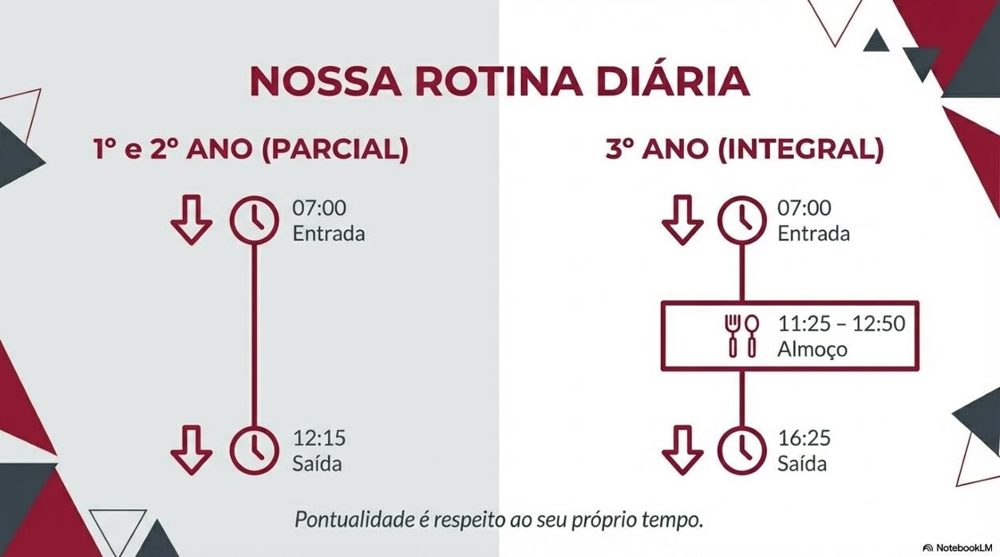 NOSSA ROTINA DIÁRIA
1º e 2º ANO (PARCIAL)
07:00
Entrada
12:15
Saída
3º ANO (INTEGRAL)
07:00
Entrada
11:25 – 12:50
Almoço
16:25
Saída
Pontualidade é respeito ao seu próprio tempo.
NotebookLM